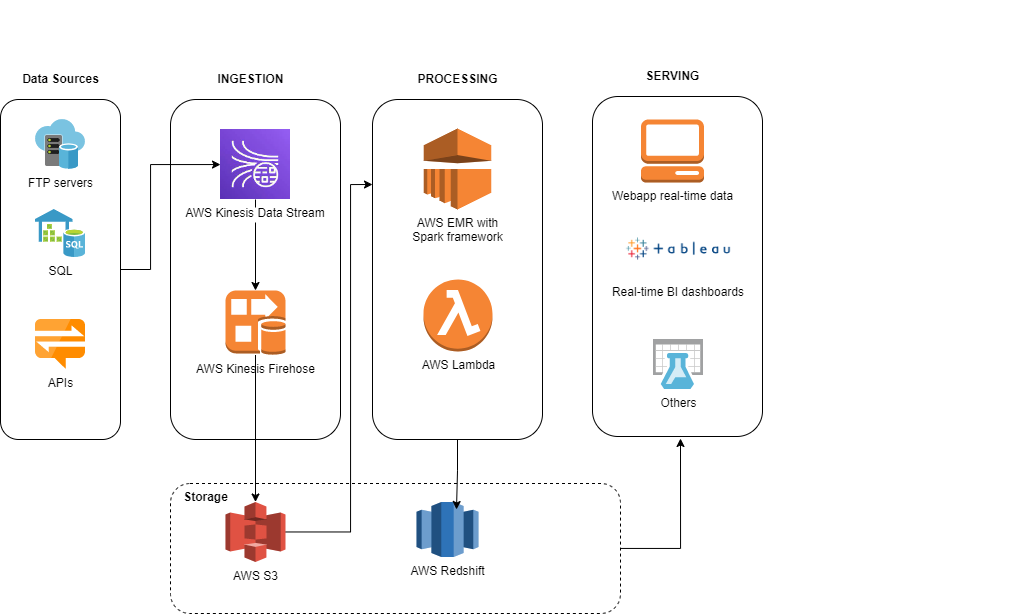 Data Sources
INGESTION
PROCESSING
SERVING
FTP servers
SQL
SQL
APIs
AWS Kinesis Data Stream
AWS Kinesis Firehose
AWS EMR with
Spark framework
AWS Lambda
Webapp real-time data
+ableau
Real-time BI dashboards
Others
Storage
AWS S3
AWS Redshift